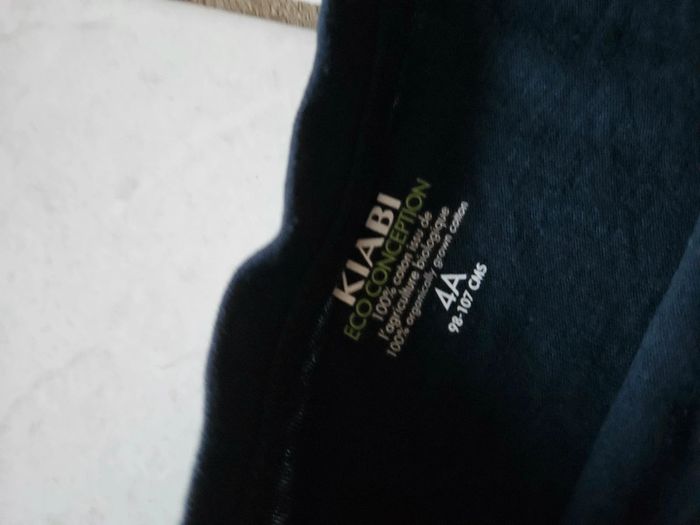 KIABI
ECO CONCEPTION
100% coton issu de
l'agriculture biologique
100% organically grown cotton
4A
98-107 CMS